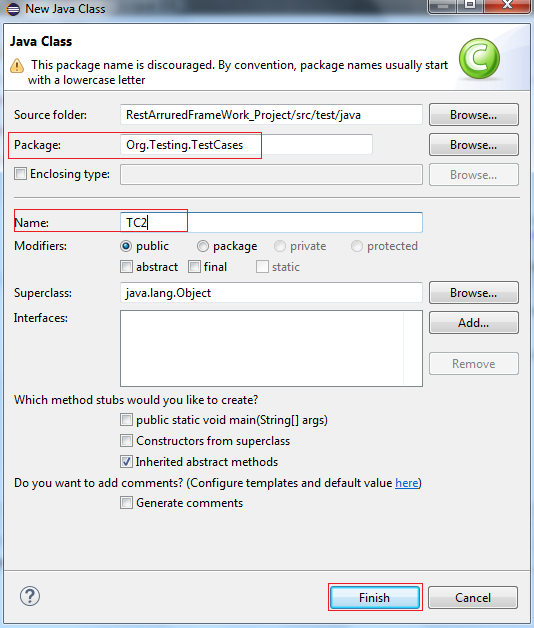 New Java Class
Java Class
This package name is discouraged. By convention, package names usually start
with a lowercase letter
Source folder: RestArruredFrameWork_Project/src/test/java Browse...
Package: Org.Testing.TestCases Browse...
Enclosing type: Browse...
Name: TC2
Modifiers: public package private protected
abstract final static
Superclass: java.lang.Object Browse...
Interfaces: Add...
Remove
Which method stubs would you like to create?
public static void main(String[] args)
Constructors from superclass
Inherited abstract methods
Do you want to add comments? (Configure templates and default value here)
Generate comments
? Finish Cancel